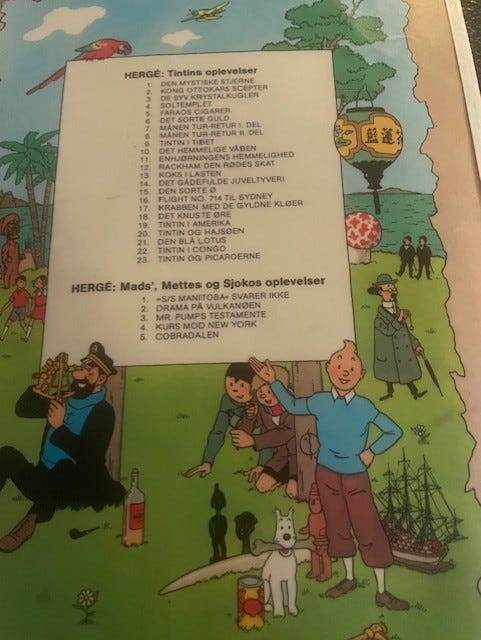 HERGÉ: Tintins oplevelser
1. DEN MYSTISKE STJERNE
2. KONG OTTOKARS SCEPTER
3. DE SYV KRYSTALKUGLER
4. SOLTEMPLET
5. FARAOS CIGARER
6. DET SORTE GULD
7. MÅNEN TUR-RETUR I. DEL
8. MÅNEN TUR-RETUR II. DEL
9. TINTIN I TIBET
10. DET HEMMELIGE VÅBEN
11. ENHJØRNINGENS HEMMELIGHED
12. RACKHAM DEN RØDES SKAT
13. KOKS I LASTEN
14. DET GÅDEFULDE JUVELTYVERI
15. DEN SORTE Ø
16. FLIGHT NO. 714 TIL SYDNEY
17. KRABBEN MED DE GYLDNE KLØER
18. DET KNUSTE ØRE
19. TINTIN I AMERIKA
20. TINTIN OG HAJSØEN
21. DEN BLÅ LOTUS
22. TINTIN I CONGO
23. TINTIN OG PICAROERNE
HERGÉ: Mads', Mettes og Sjokos oplevelser
1. «S/S MANITOBA» SVARER IKKE
2. DRAMA PÅ VULKANØEN
3. MR. PUMPS TESTAMENTE
4. KURS MOD NEW YORK
5. COBRADALEN